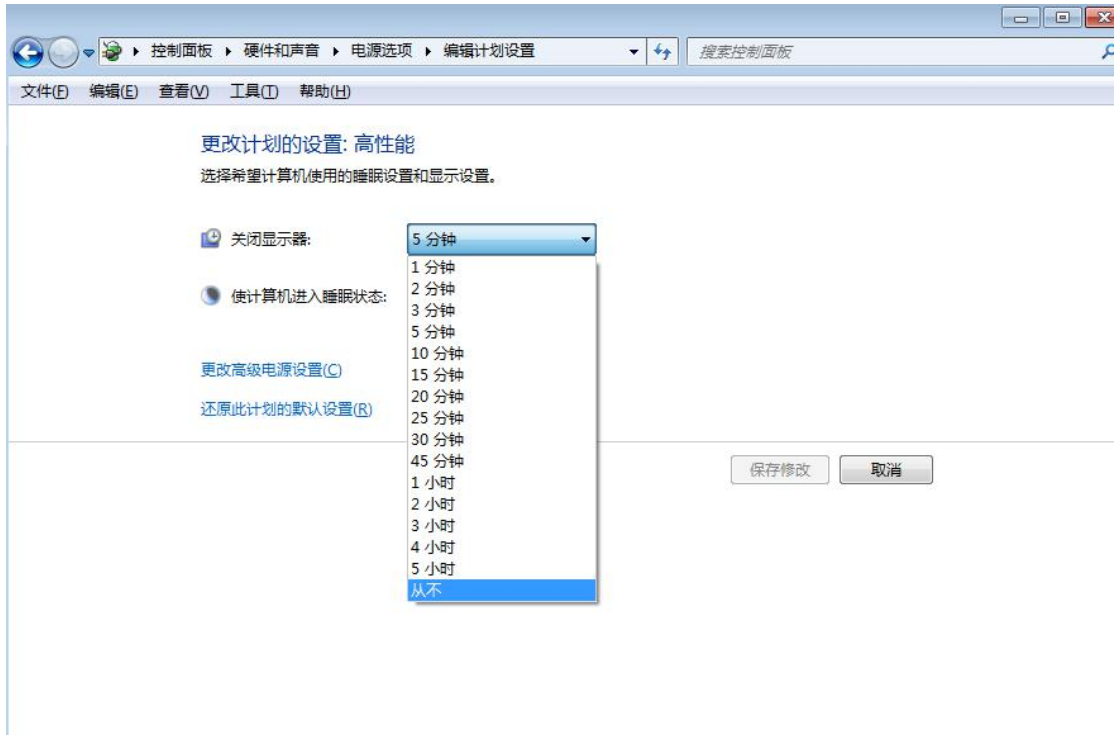 控制面板 ▸ 硬件和声音 ▸ 电源选项 ▸ 编辑计划设置 搜索控制面板
文件(F) 编辑(E) 查看(V) 工具(T) 帮助(H)
更改计划的设置: 高性能
选择希望计算机使用的睡眠设置和显示设置。
关闭显示器: 5 分钟
1 分钟
2 分钟
使计算机进入睡眠状态:
3 分钟
5 分钟
10 分钟
更改高级电源设置(C)
15 分钟
20 分钟
还原此计划的默认设置(R)
25 分钟
30 分钟
45 分钟
保存修改 取消
1 小时
2 小时
3 小时
4 小时
5 小时
从不